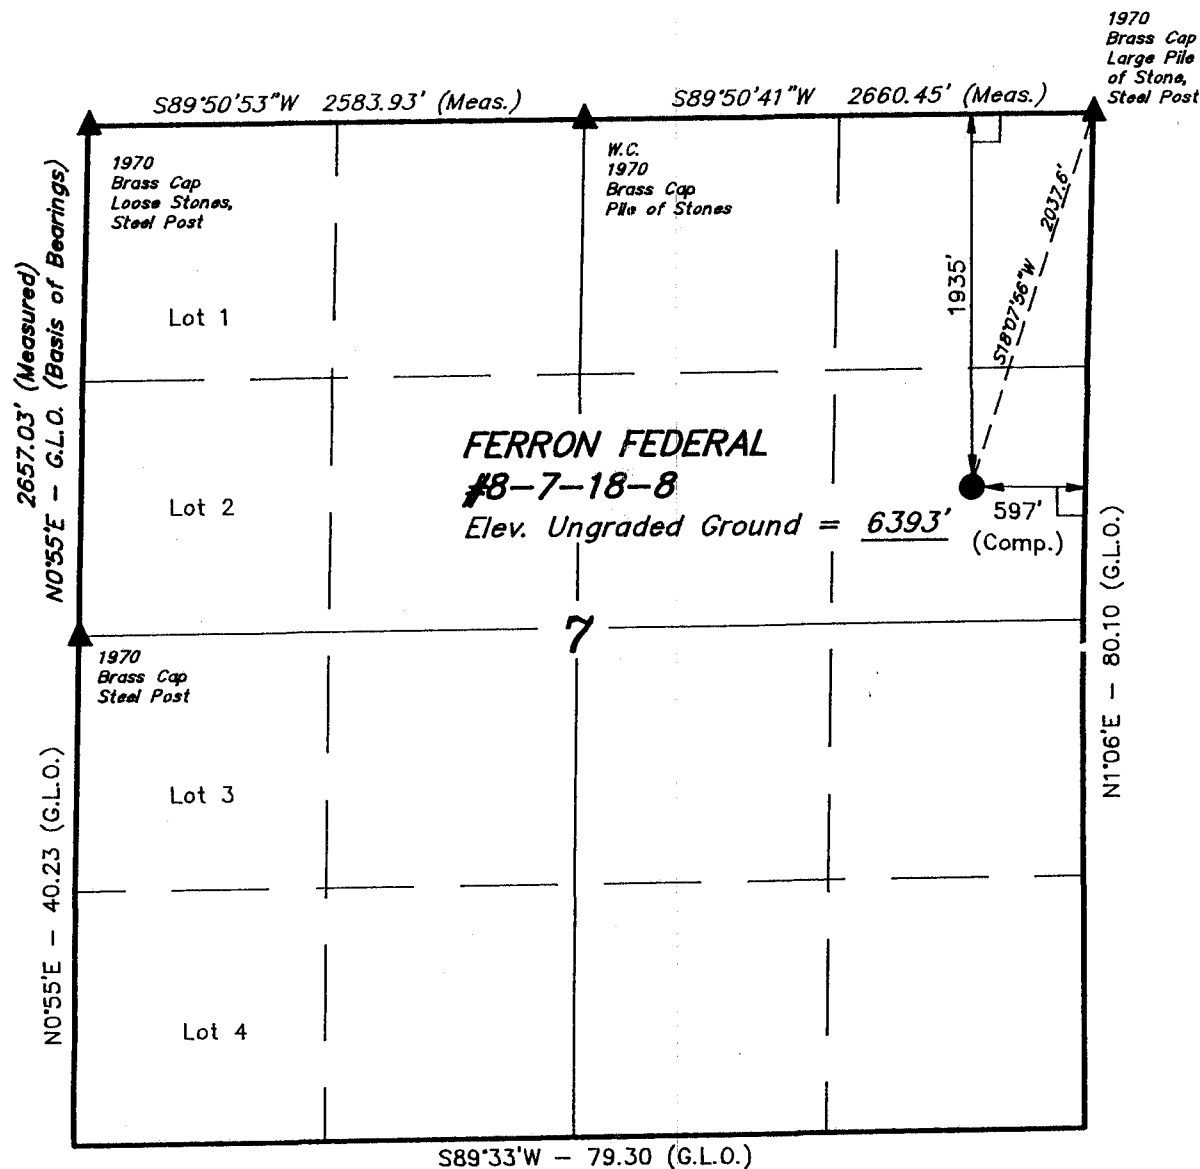 1970
Brass Cap
Large Pile
of Stone,
Steel Post
S89°50'53"W 2583.93' (Meas.)
S89°50'41"W 2660.45' (Meas.)
1970
Brass Cap
Loose Stones,
Steel Post
W.C.
1970
Brass Cap
Pile of Stones
2657.03' (Measured)
N0°55'E - G.L.O. (Basis of Bearings)
1935'
S18°07'56"W 2037.6'
Lot 1
FERRON FEDERAL
#8-7-18-8
Elev. Ungraded Ground = 6393'
Lot 2
597'
(Comp.)
7
1970
Brass Cap
Steel Post
N1°06'E - 80.10 (G.L.O.)
Lot 3
N0°55'E - 40.23 (G.L.O.)
Lot 4
S89°33'W - 79.30 (G.L.O.)